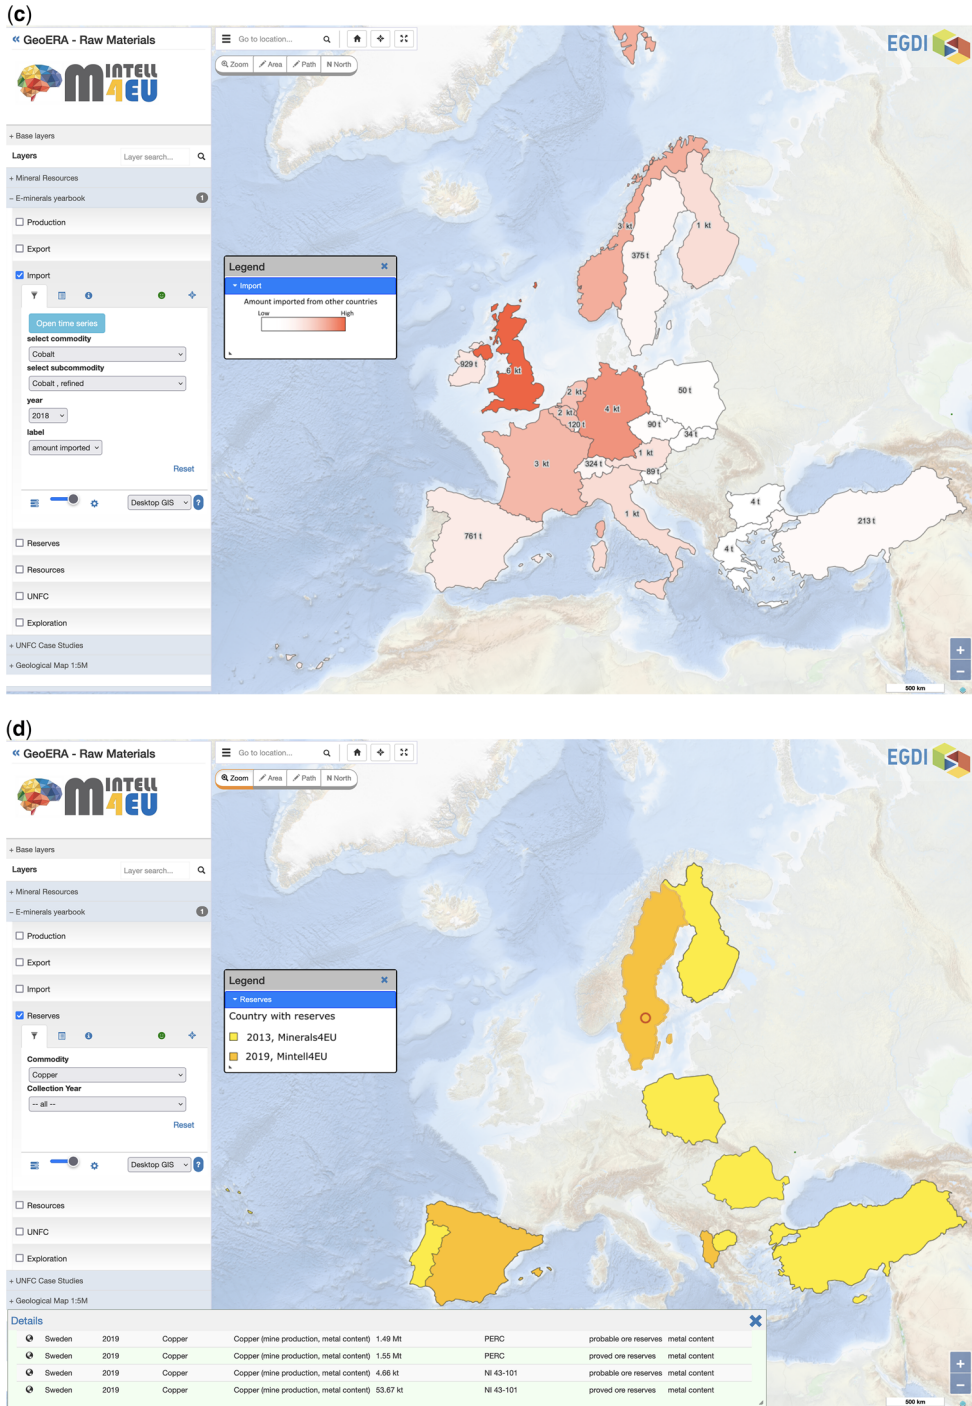 (c)
« GeoERA - Raw Materials
MINTELL
4EU
+ Base layers
Layers
Layer search...
+ Mineral Resources
– E-minerals yearbook
1
Production
Export
Import
Open time series
select commodity
Cobalt
select subcommodity
Cobalt , refined
year
2018
label
amount imported
Reset
Desktop GIS
?
Reserves
Resources
UNFC
Exploration
+ UNFC Case Studies
+ Geological Map 1:5M
Go to location...
Zoom
Area
Path
N North
EGDI
Legend
Import
Amount imported from other countries
Low
High
3 kt
1 kt
375 t
929 t
6 kt
2 kt
4 kt
50 t
2 kt
120 t
90 t
34 t
1 kt
3 kt
324 t
89 t
4 t
761 t
1 kt
213 t
4 t
+
−
500 km
(d)
« GeoERA - Raw Materials
MINTELL
4EU
+ Base layers
Layers
Layer search...
+ Mineral Resources
– E-minerals yearbook
1
Production
Export
Import
Reserves
Commodity
Copper
Collection Year
-- all --
Reset
Desktop GIS
?
Resources
UNFC
Exploration
+ UNFC Case Studies
+ Geological Map 1:5M
Go to location...
Zoom
Area
Path
N North
EGDI
Legend
Reserves
Country with reserves
2013, Minerals4EU
2019, Mintell4EU
Details
Sweden 2019 Copper Copper (mine production, metal content) 1.49 Mt PERC probable ore reserves metal content
Sweden 2019 Copper Copper (mine production, metal content) 1.55 Mt PERC proved ore reserves metal content
Sweden 2019 Copper Copper (mine production, metal content) 4.66 kt NI 43-101 probable ore reserves metal content
Sweden 2019 Copper Copper (mine production, metal content) 53.67 kt NI 43-101 proved ore reserves metal content
+
−
500 km